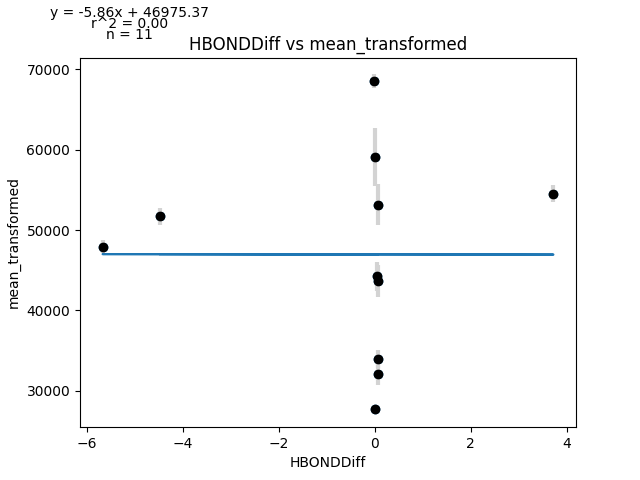 y = -5.86x + 46975.37
r^2 = 0.00
n = 11
HBONDDiff vs mean_transformed
70000
60000
50000
40000
30000
mean_transformed
−6
−4
−2
0
2
4
HBONDDiff